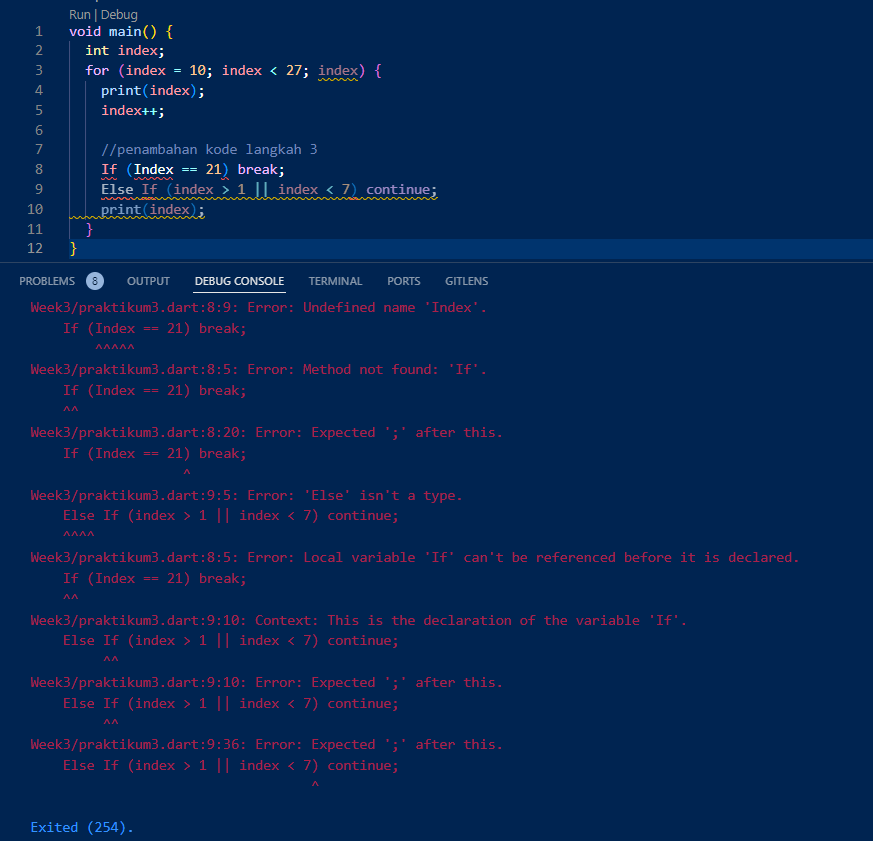 Run | Debug
1 void main() {
2 int index;
3 for (index = 10; index < 27; index) {
4 print(index);
5 index++;
6
7 //penambahan kode langkah 3
8 If (Index == 21) break;
9 Else If (index > 1 || index < 7) continue;
10 print(index);
11 }
12 }
PROBLEMS 8 OUTPUT DEBUG CONSOLE TERMINAL PORTS GITLENS
Week3/praktikum3.dart:8:9: Error: Undefined name 'Index'.
If (Index == 21) break;
^^^^^
Week3/praktikum3.dart:8:5: Error: Method not found: 'If'.
If (Index == 21) break;
^^
Week3/praktikum3.dart:8:20: Error: Expected ';' after this.
If (Index == 21) break;
^
Week3/praktikum3.dart:9:5: Error: 'Else' isn't a type.
Else If (index > 1 || index < 7) continue;
^^^^
Week3/praktikum3.dart:8:5: Error: Local variable 'If' can't be referenced before it is declared.
If (Index == 21) break;
^^
Week3/praktikum3.dart:9:10: Context: This is the declaration of the variable 'If'.
Else If (index > 1 || index < 7) continue;
^^
Week3/praktikum3.dart:9:10: Error: Expected ';' after this.
Else If (index > 1 || index < 7) continue;
^^
Week3/praktikum3.dart:9:36: Error: Expected ';' after this.
Else If (index > 1 || index < 7) continue;
^
Exited (254).